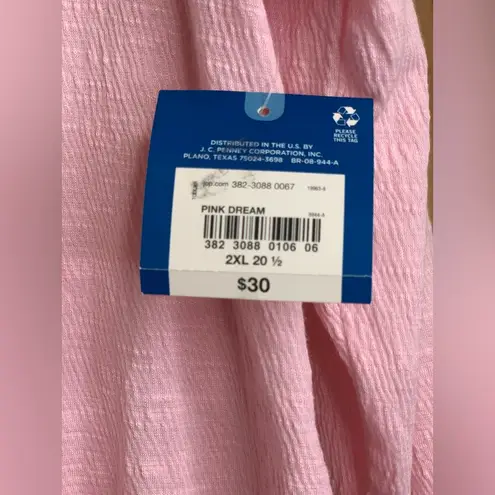 PLEASE
RECYCLE
THIS TAG
DISTRIBUTED IN THE U.S. BY
J. C. PENNEY CORPORATION, INC.
PLANO, TEXAS 75024-3698 BR-08-944-A
jcp.com 382-3088 0067
PINK DREAM
382 3088 0106 06
2XL 20 ½
$30